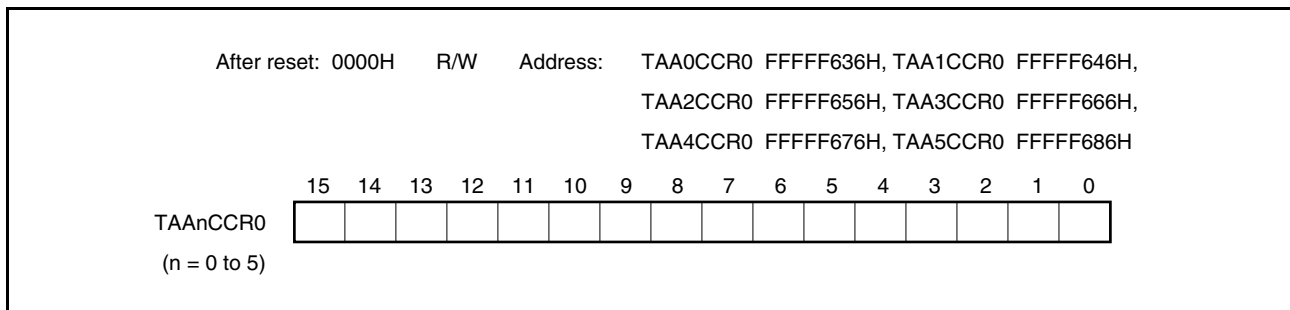 After reset: 0000H R/W Address: TAA0CCR0 FFFFF636H, TAA1CCR0 FFFFF646H,
TAA2CCR0 FFFFF656H, TAA3CCR0 FFFFF666H,
TAA4CCR0 FFFFF676H, TAA5CCR0 FFFFF686H
15 14 13 12 11 10 9 8 7 6 5 4 3 2 1 0
TAAnCCR0
(n = 0 to 5)